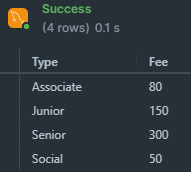 Success
(4 rows) 0.1 s
Type Fee
Associate 80
Junior 150
Senior 300
Social 50